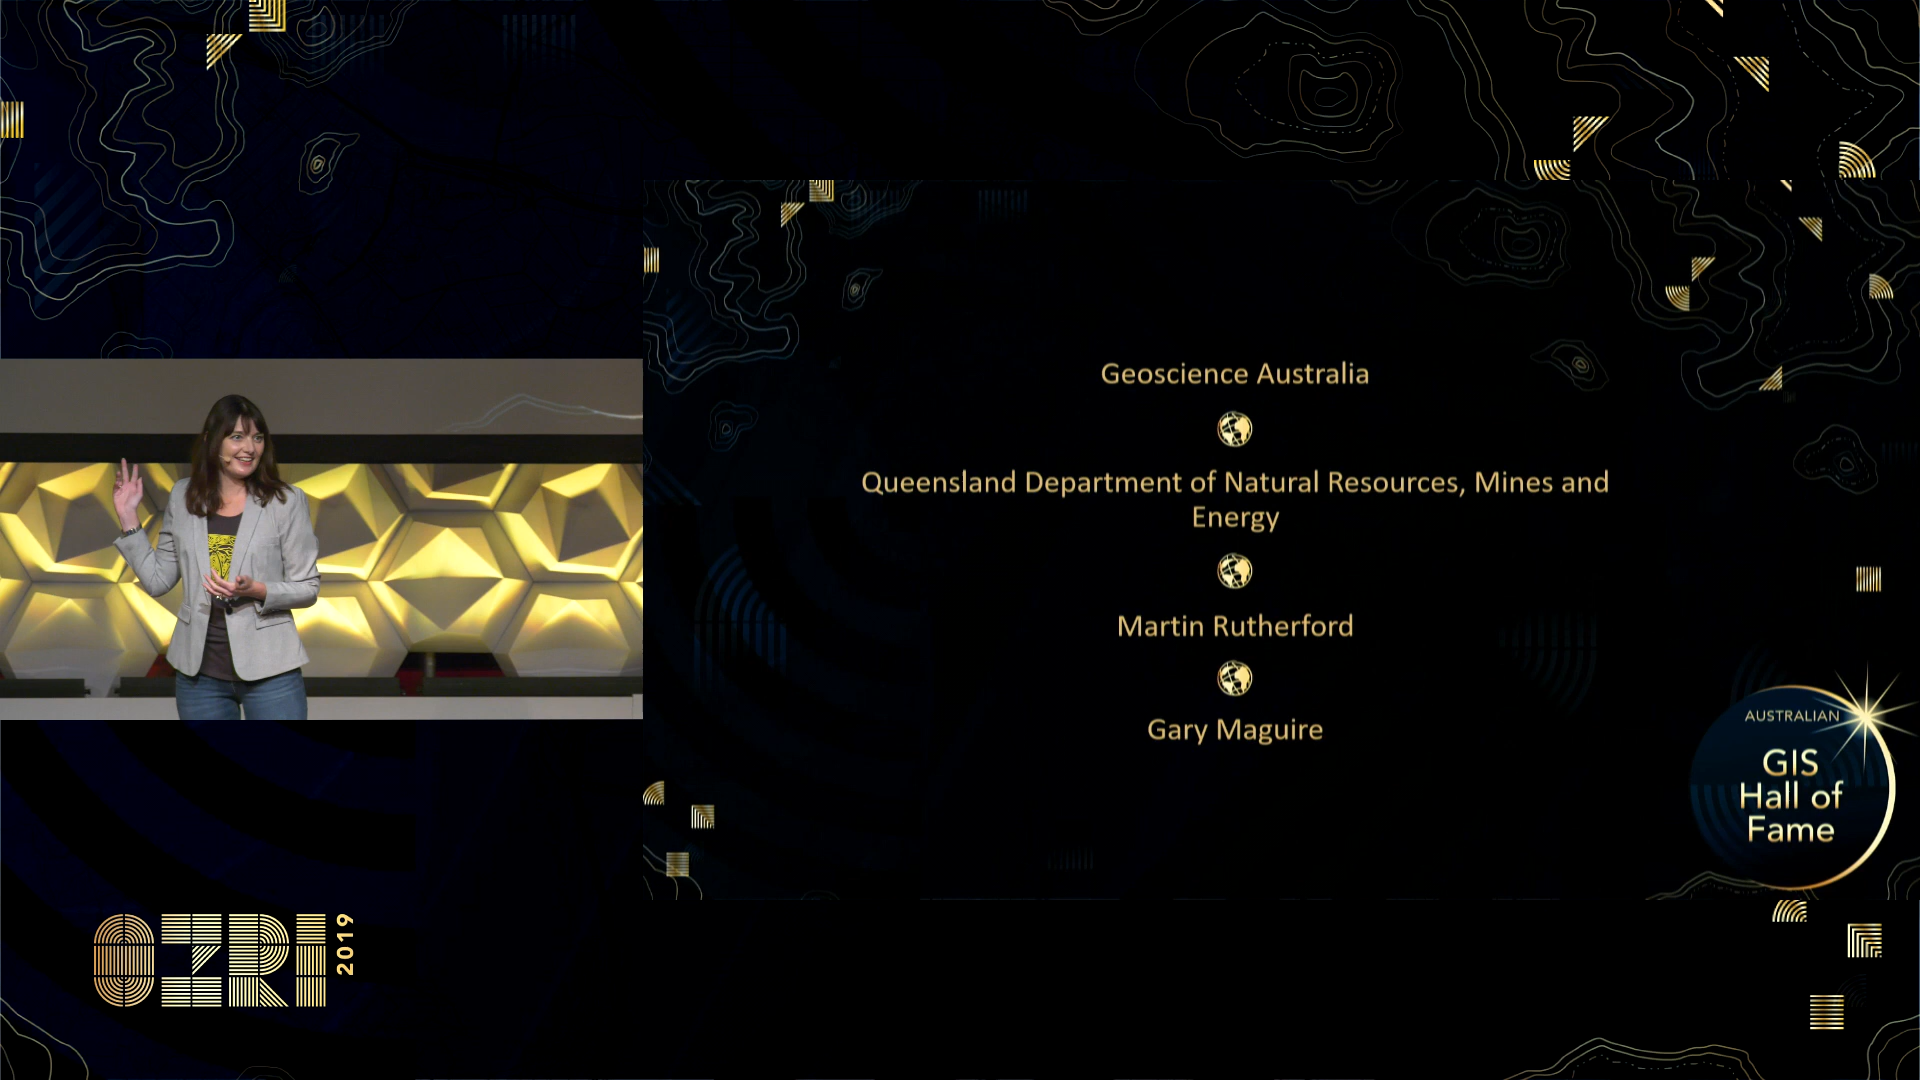 Geoscience Australia
Queensland Department of Natural Resources, Mines and
Energy
Martin Rutherford
Gary Maguire
AUSTRALIAN
GIS
Hall of
Fame
OZRI
2019